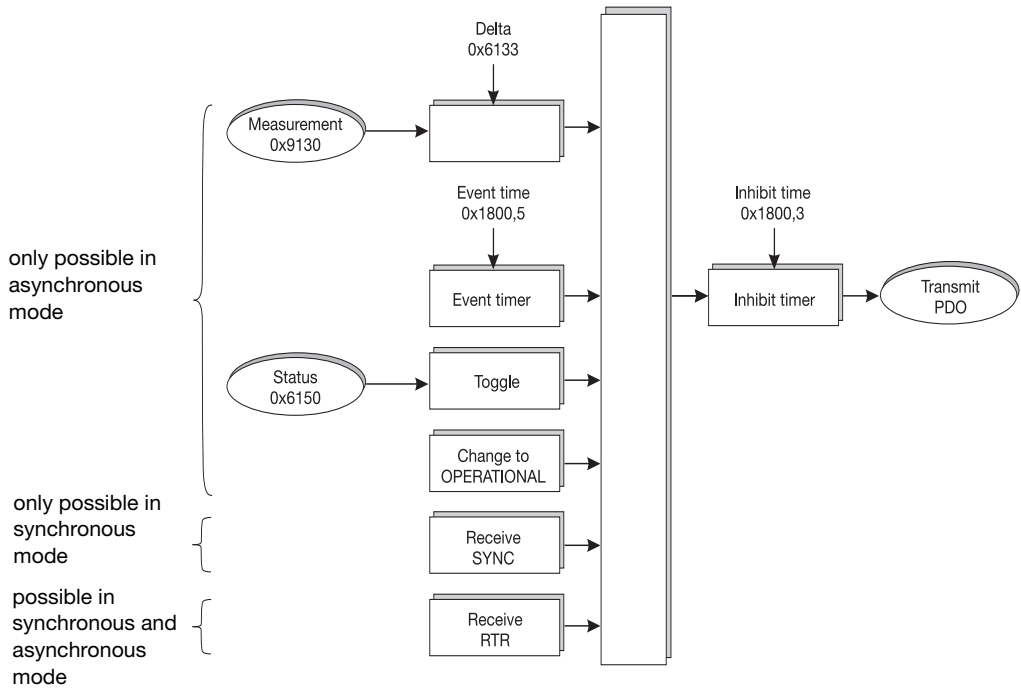 Delta
0x6133
Measurement
0x9130
Event time
0x1800,5
Inhibit time
0x1800,3
only possible in
asynchronous
mode
Event timer
Inhibit timer
Transmit
PDO
Status
0x6150
Toggle
Change to
OPERATIONAL
only possible in
synchronous
mode
Receive
SYNC
possible in
synchronous and
asynchronous
mode
Receive
RTR